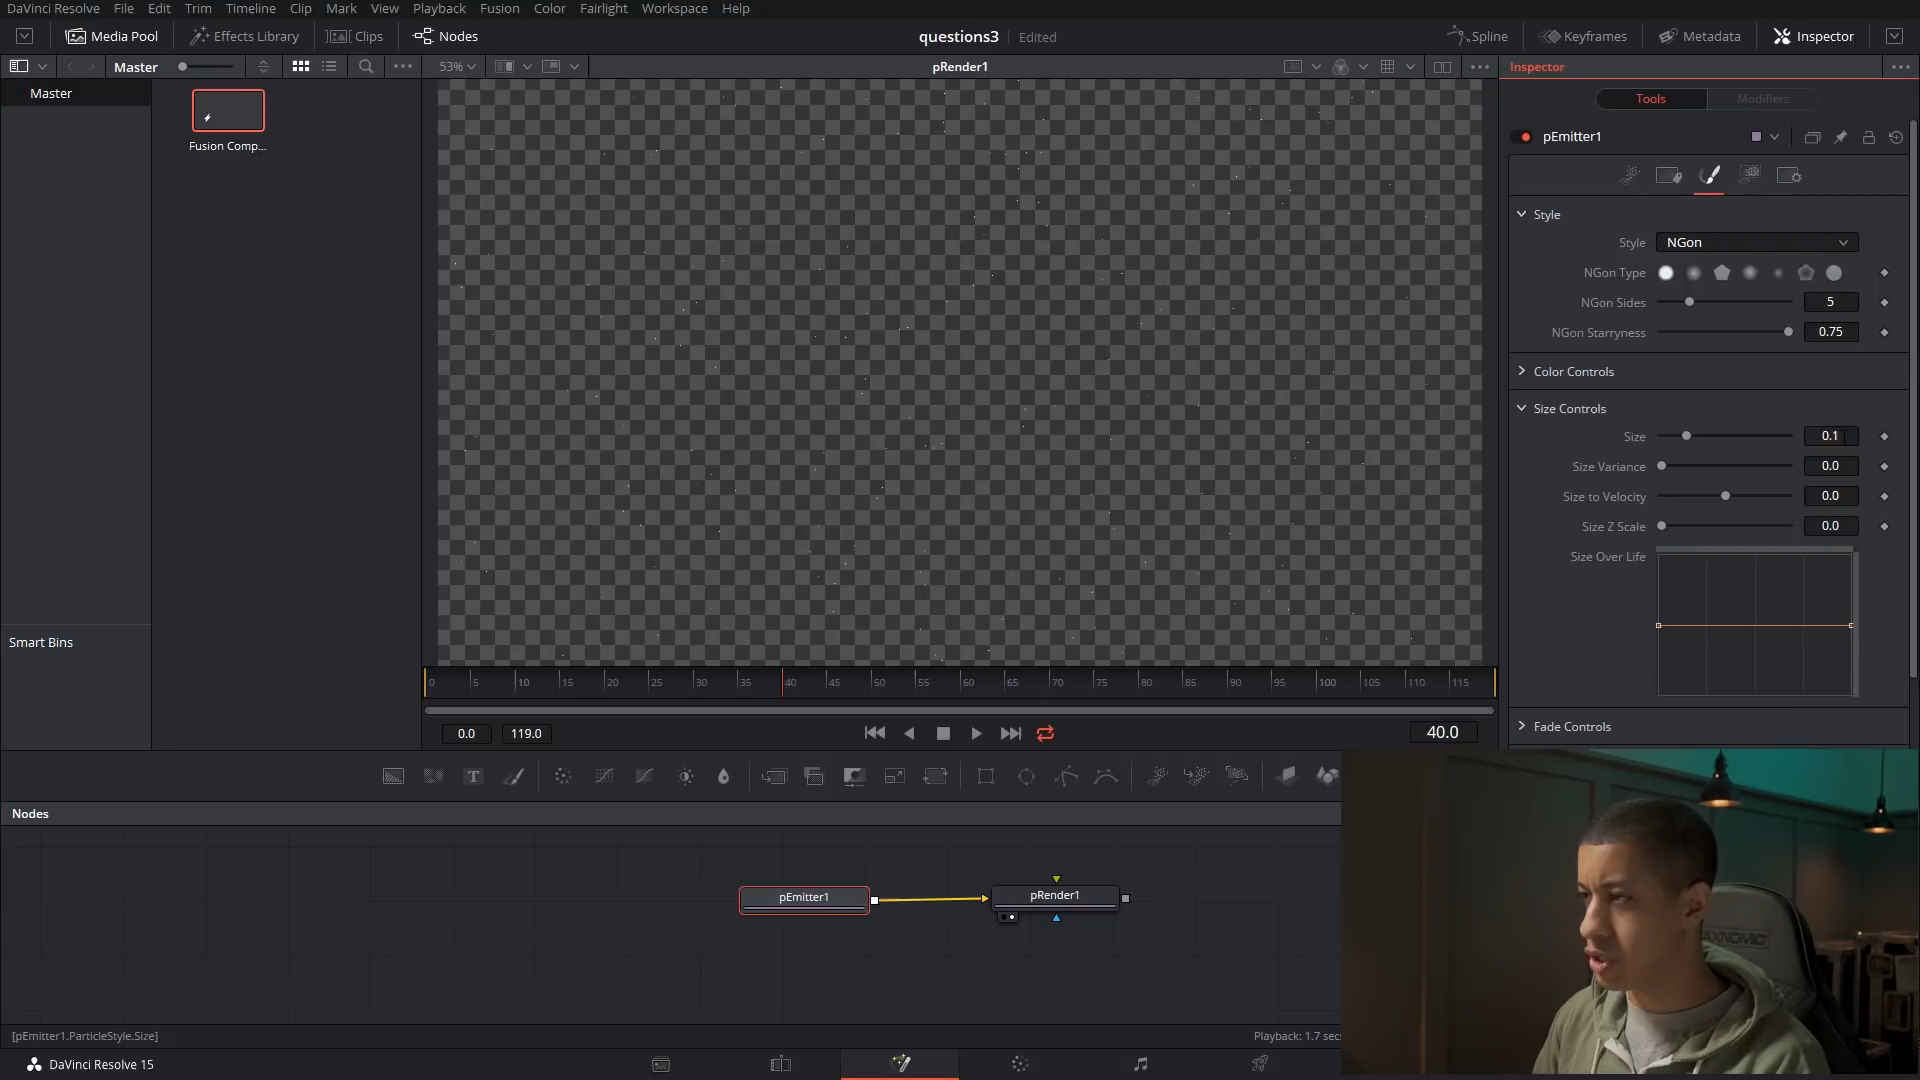 DaVinci Resolve File Edit Trim Timeline Clip Mark View Playback Fusion Color Fairlight Workspace Help
Media Pool Effects Library Clips Nodes questions3 Edited Spline Keyframes Metadata Inspector
Master 53% pRender1 Inspector
Master
Fusion Comp...
Smart Bins
Tools Modifiers
pEmitter1
Style
Style NGon
NGon Type
NGon Sides 5
NGon Starryness 0.75
Color Controls
Size Controls
Size 0.1
Size Variance 0.0
Size to Velocity 0.0
Size Z Scale 0.0
Size Over Life
Fade Controls
0 5 10 15 20 25 30 35 40 45 50 55 60 65 70 75 80 85 90 95 100 105 110 115
0.0 119.0 40.0
T
Nodes
pEmitter1 pRender1
AXNOMIC
[pEmitter1.ParticleStyle.Size] Playback: 1.7 secs
DaVinci Resolve 15